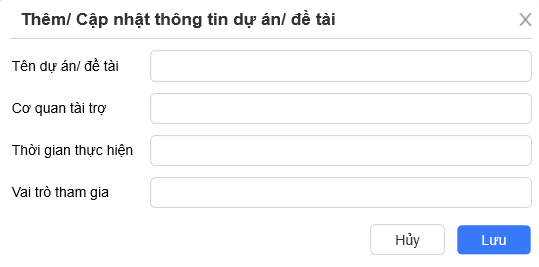 Thêm/ Cập nhật thông tin dự án/ đề tài
Tên dự án/ đề tài
Cơ quan tài trợ
Thời gian thực hiện
Vai trò tham gia
Hủy Lưu